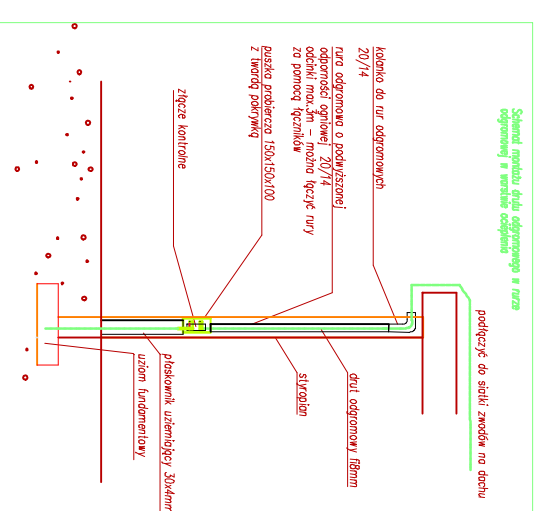 Schemat montażu drutu odgromowego w rurze
odgromowej w warstwie ocieplenia
podłączyć do siatki zwodów na dachu
kolanko do rur odgromowych
20/14
rura odgromowa o podwyższonej
odporności ogniowej 20/14
odcinki max.3m – można łączyć rury
za pomocą łączników
puszka probiercza 150x150x100
z twardą pokrywką
złącze kontrolne
drut odgromowy fi8mm
styropian
płaskownik uziemiający 30x4mm
uziom fundamentowy